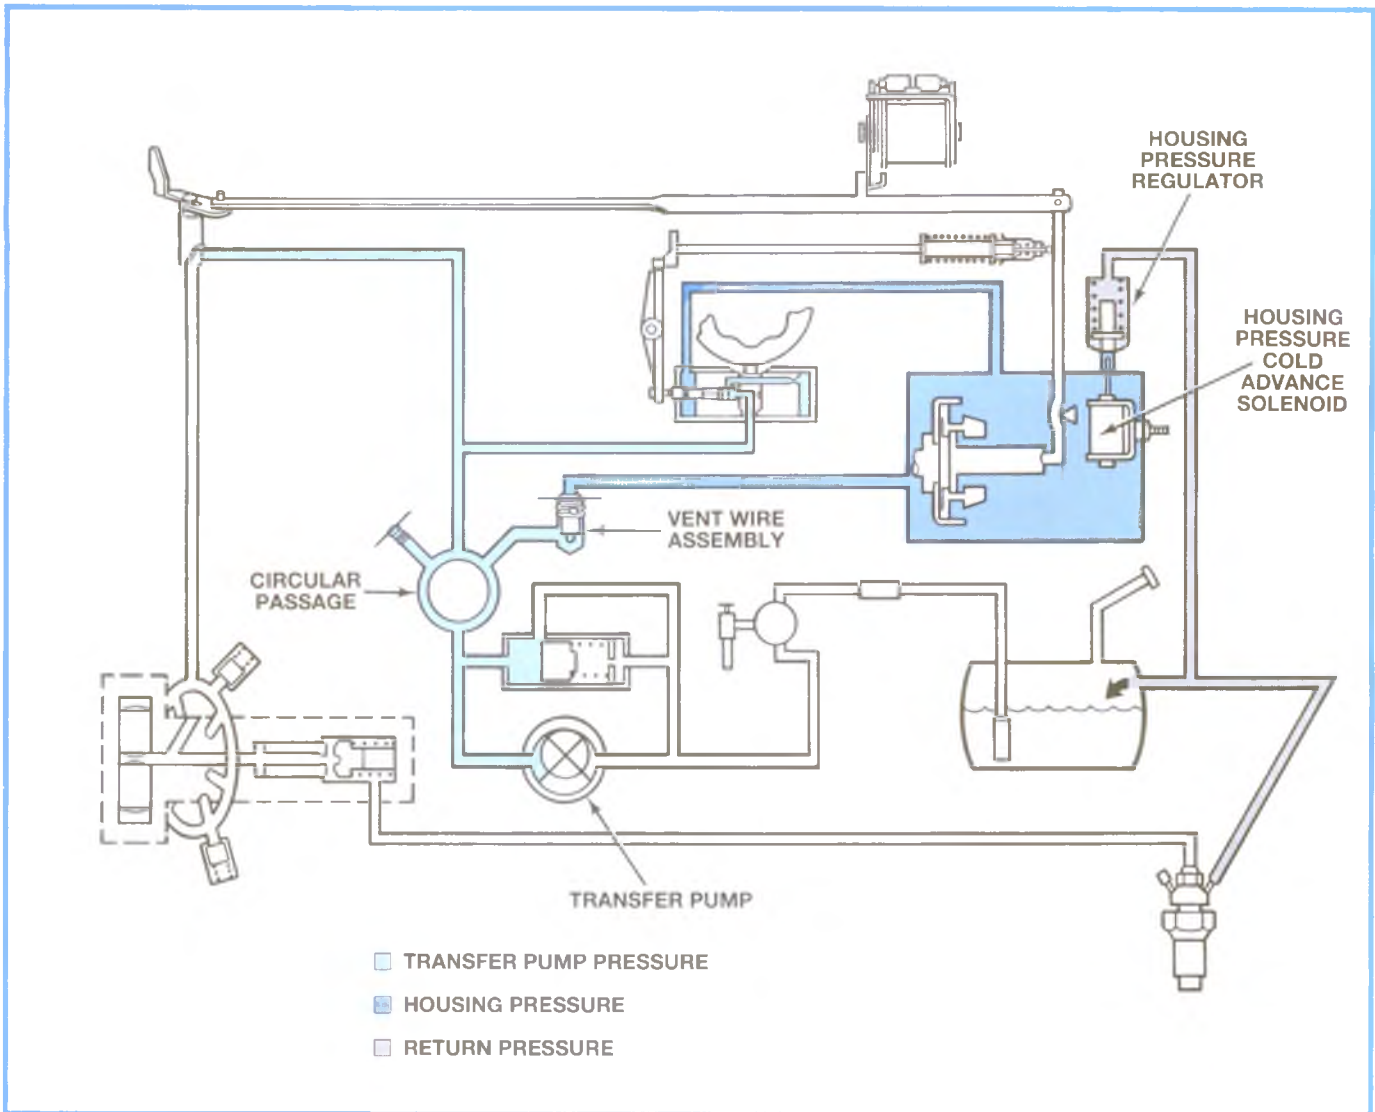 HOUSING
PRESSURE
REGULATOR
HOUSING
PRESSURE
COLD
ADVANCE
SOLENOID
VENT WIRE
ASSEMBLY
CIRCULAR
PASSAGE
TRANSFER PUMP
TRANSFER PUMP PRESSURE
HOUSING PRESSURE
RETURN PRESSURE